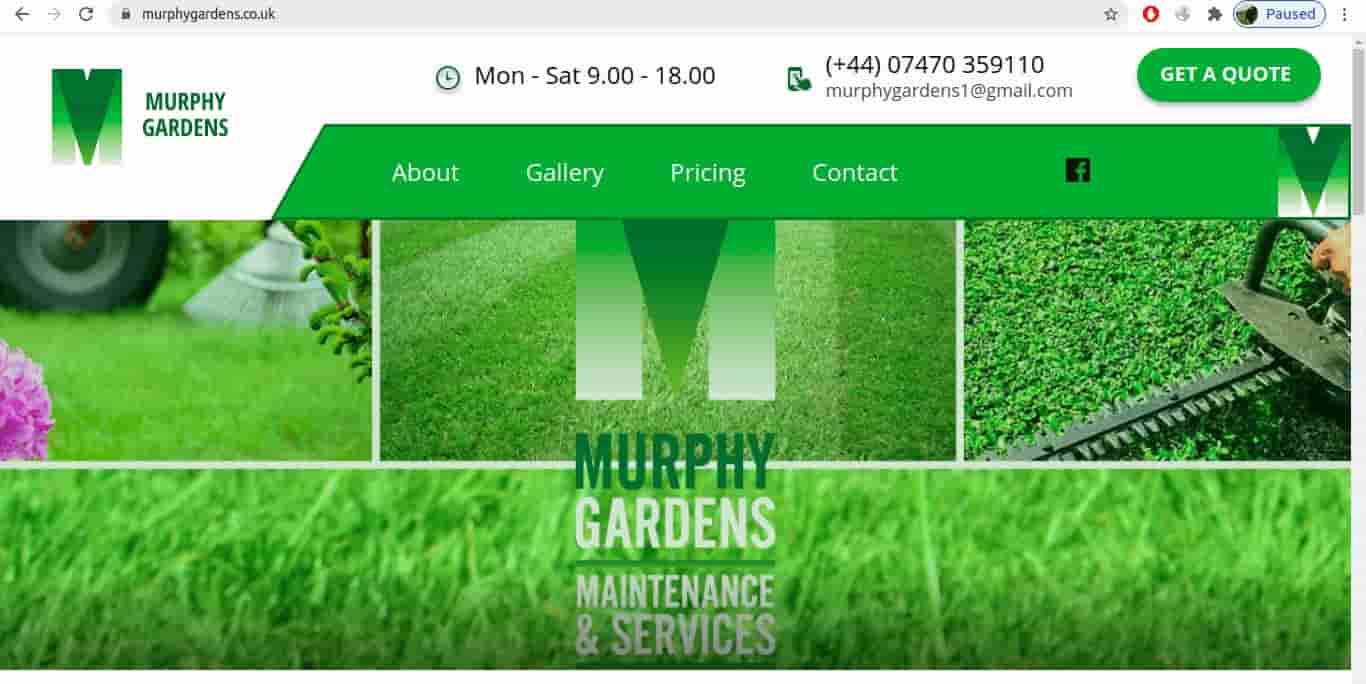 murphygardens.co.uk
Paused
MURPHY
GARDENS
Mon - Sat 9.00 - 18.00
(+44) 07470 359110
murphygardens1@gmail.com
GET A QUOTE
About
Gallery
Pricing
Contact
MURPHY
GARDENS
MAINTENANCE
& SERVICES